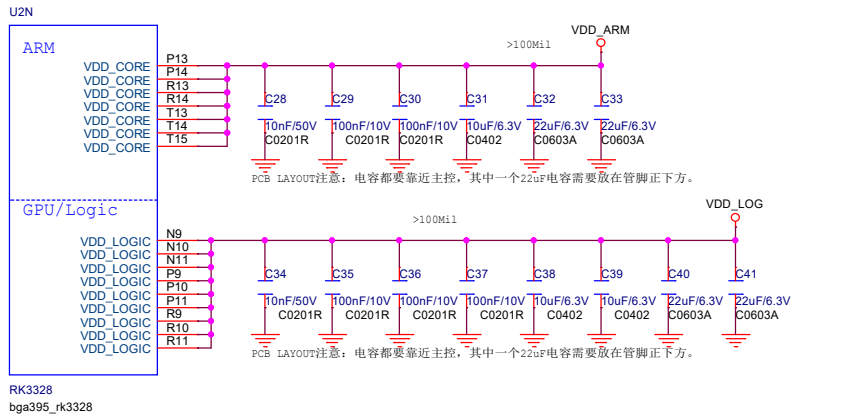 U2N
ARM
VDD_ARM
>100Mil
VDD_CORE P13
VDD_CORE P14
VDD_CORE R13
VDD_CORE R14
VDD_CORE T13
VDD_CORE T14
VDD_CORE T15
C28 C29 C30 C31 C32 C33
10nF/50V 100nF/10V 100nF/10V 10uF/6.3V 22uF/6.3V 22uF/6.3V
C0201R C0201R C0201R C0402 C0603A C0603A
PCB LAYOUT注意：电容都要靠近主控，其中一个22uF电容需要放在管脚正下方。
GPU/Logic
VDD_LOG
>100Mil
VDD_LOGIC N9
VDD_LOGIC N10
VDD_LOGIC N11
VDD_LOGIC P9
VDD_LOGIC P10
VDD_LOGIC P11
VDD_LOGIC R9
VDD_LOGIC R10
VDD_LOGIC R11
C34 C35 C36 C37 C38 C39 C40 C41
10nF/50V 100nF/10V 100nF/10V 100nF/10V 10uF/6.3V 10uF/6.3V 22uF/6.3V 22uF/6.3V
C0201R C0201R C0201R C0201R C0402 C0402 C0603A C0603A
PCB LAYOUT注意：电容都要靠近主控，其中一个22uF电容需要放在管脚正下方。
RK3328
bga395_rk3328